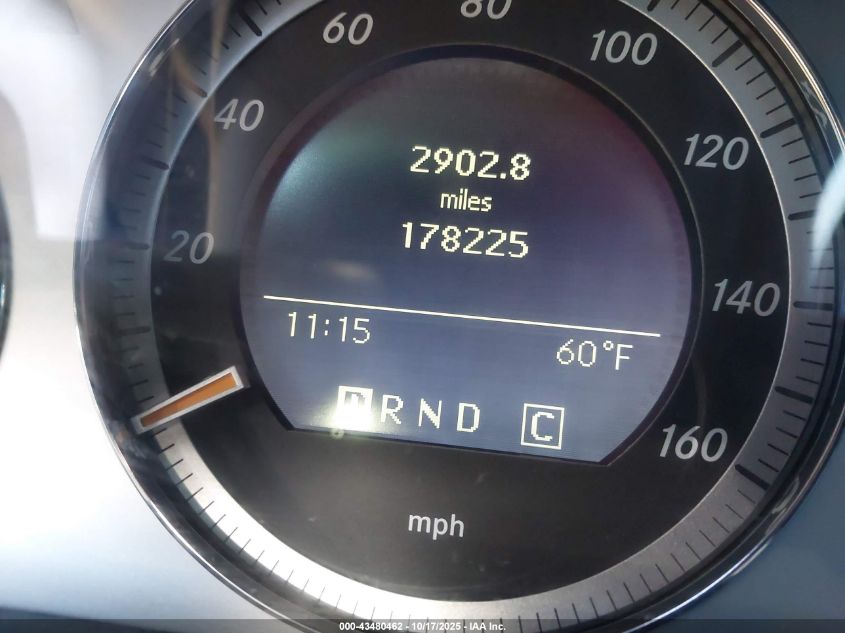 60 80 100
40 120
2902.8
miles
178225
20 140
11:15 60°F
P R N D C
160
mph
000-43480462 - 10/17/2025 - IAA Inc.